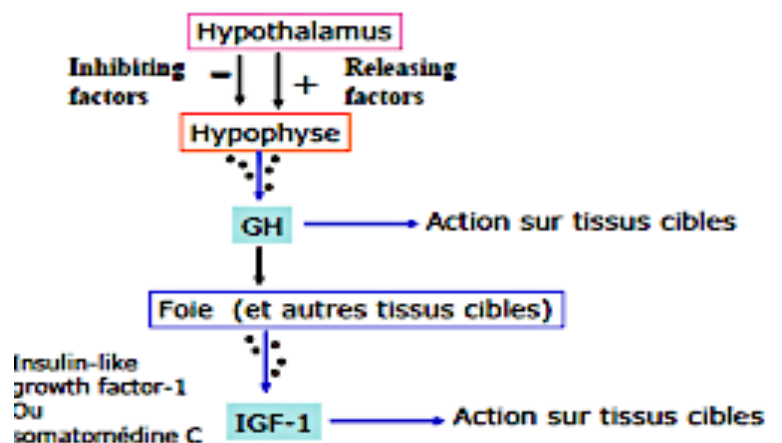 Hypothalamus
Inhibiting
factors
−
+
Releasing
factors
Hypophyse
GH
Action sur tissus cibles
Foie (et autres tissus cibles)
Insulin-like
growth factor-1
Ou
somatomédine C
IGF-1
Action sur tissus cibles